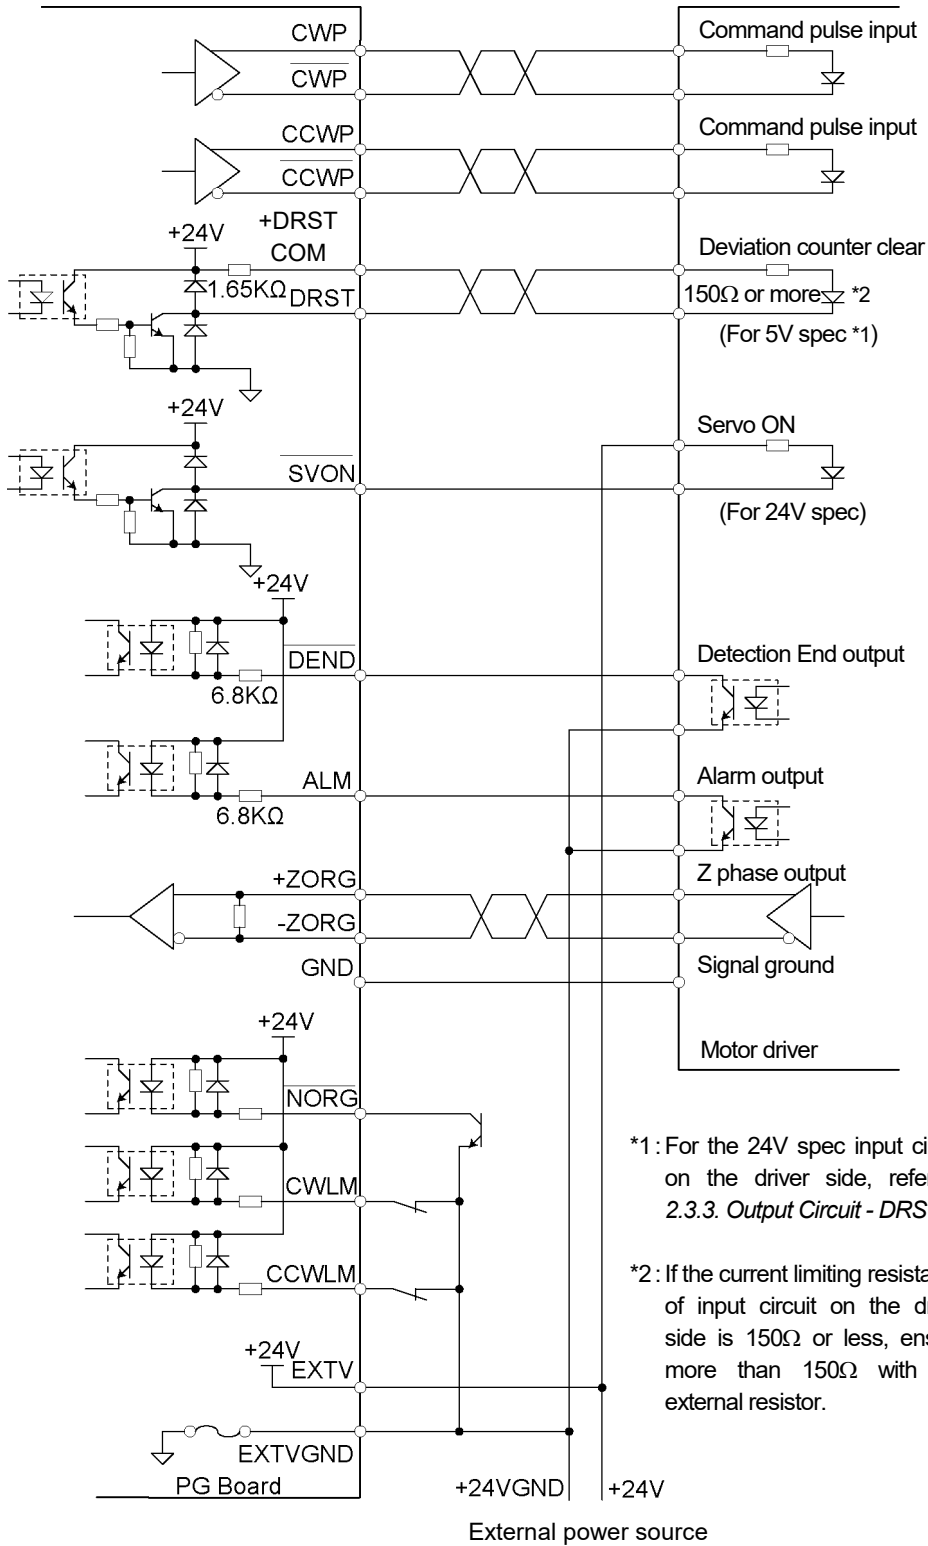 CWP
Command pulse input
CWP
CCWP
Command pulse input
CCWP
+DRST
+24V
COM
Deviation counter clear
1.65KΩ
DRST
150Ω or more
*2
(For 5V spec *1)
+24V
Servo ON
SVON
(For 24V spec)
+24V
DEND
Detection End output
6.8KΩ
ALM
Alarm output
6.8KΩ
+ZORG
Z phase output
-ZORG
GND
Signal ground
+24V
Motor driver
NORG
*1: For the 24V spec input
on the driver side, refer
CWLM
2.3.3. Output Circuit -
CCWLM
*2: If the current limiting
of input circuit on the
side is 150Ω or less,
+24V
EXTV
more than 150Ω with
external resistor.
EXTVGND
PG Board
+24VGND
+24V
External power source